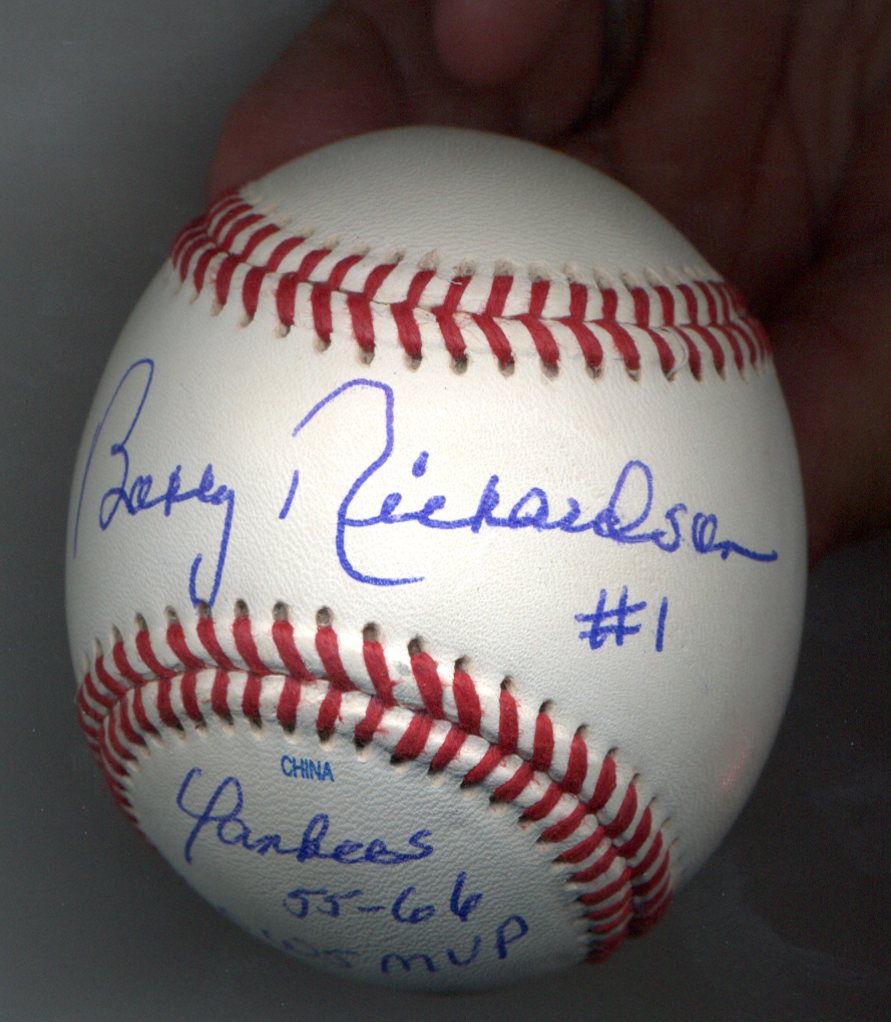 Bobby Richardson
#1
CHINA
Yankees
55-66
MVP